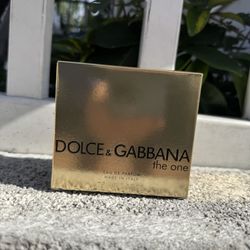 DOLCE & GABBANA
the one
EAU DE PARFUM
MADE IN ITALY